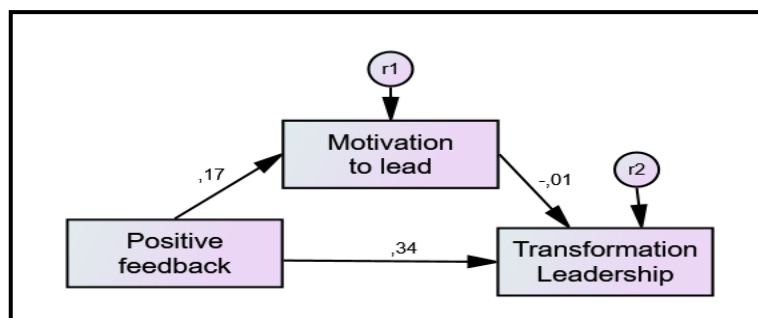 r1
Motivation
to lead
r2
,17
-,01
Positive
feedback
,34
Transformation
Leadership